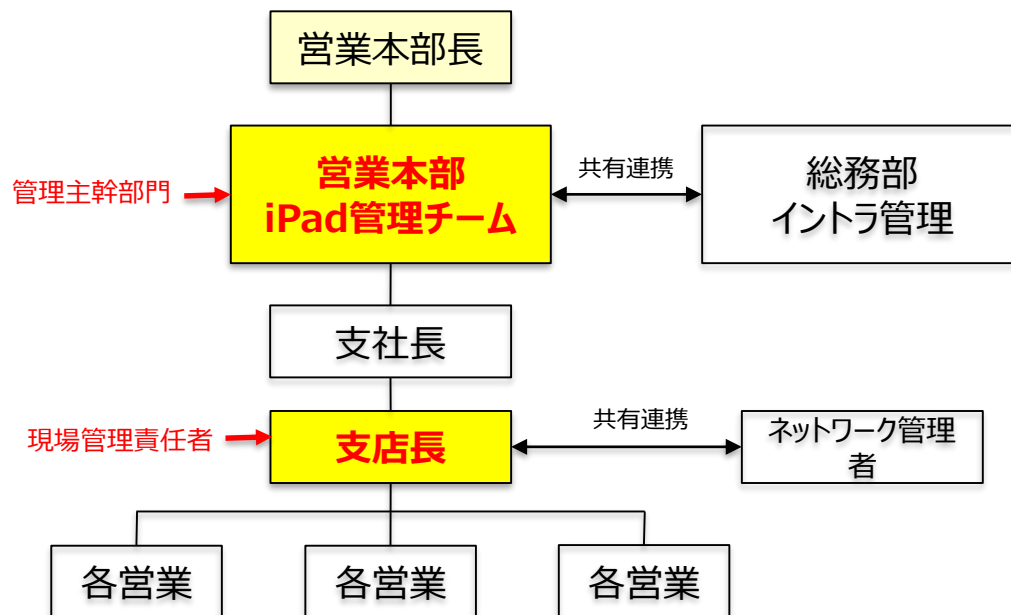 営業本部長
営業本部
iPad管理チーム
管理主幹部門
共有連携
総務部
イントラ管理
支社長
支店長
現場管理責任者
共有連携
ネットワーク管理
者
各営業
各営業
各営業